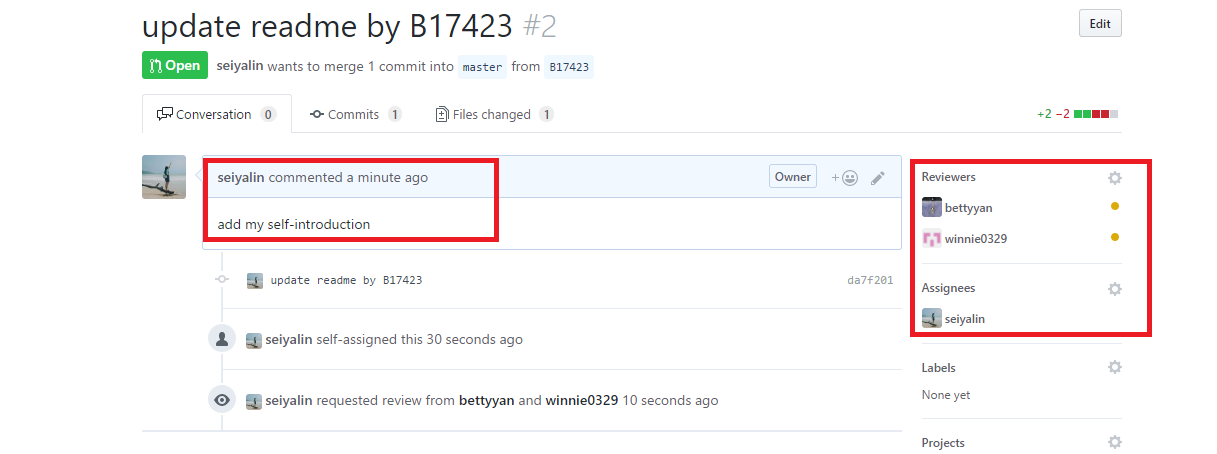 update readme by B17423 #2
Edit
Open seiyalin wants to merge 1 commit into master from B17423
Conversation 0 Commits 1 Files changed 1 +2 −2
seiyalin commented a minute ago Owner +
add my self-introduction
update readme by B17423 da7f201
seiyalin self-assigned this 30 seconds ago
seiyalin requested review from bettyyan and winnie0329 10 seconds ago
Reviewers
bettyyan
winnie0329
Assignees
seiyalin
Labels
None yet
Projects